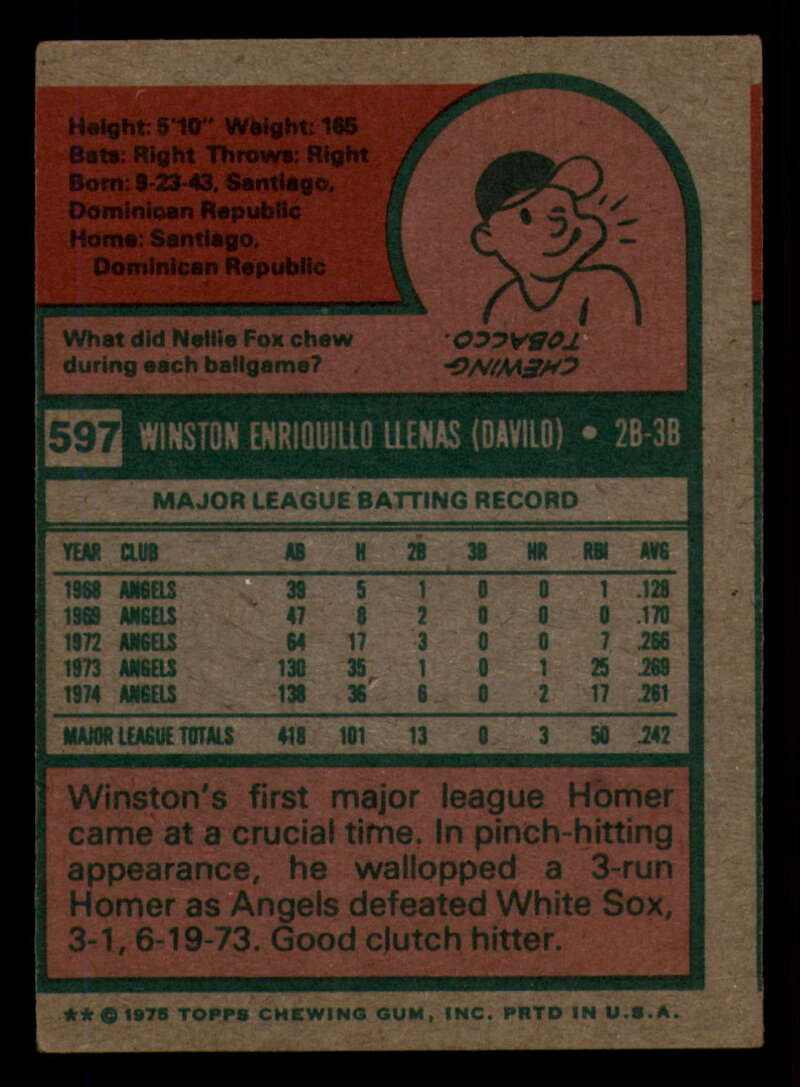 Height: 5'10" Weight: 165
Bats: Right Throws: Right
Born: 9-23-43, Santiago,
Dominican Republic
Home: Santiago,
Dominican Republic
What did Nellie Fox chew
during each ballgame?
CHEWING
TOBACCO.
597 WINSTON ENRIQUILLO LLENAS (DAVILO) • 2B-3B
MAJOR LEAGUE BATTING RECORD
YEAR CLUB AB H 2B 3B HR RBI AVG
1968 ANGELS 39 5 1 0 0 1 .128
1969 ANGELS 47 8 2 0 0 0 .170
1972 ANGELS 64 17 3 0 0 7 .266
1973 ANGELS 130 35 1 0 1 25 .269
1974 ANGELS 138 36 6 0 2 17 .261
MAJOR LEAGUE TOTALS 418 101 13 0 3 50 .242
Winston's first major league Homer
came at a crucial time. In pinch-hitting
appearance, he wallopped a 3-run
Homer as Angels defeated White Sox,
3-1, 6-19-73. Good clutch hitter.
** © 1975 TOPPS CHEWING GUM, INC. PRTD IN U.S.A.